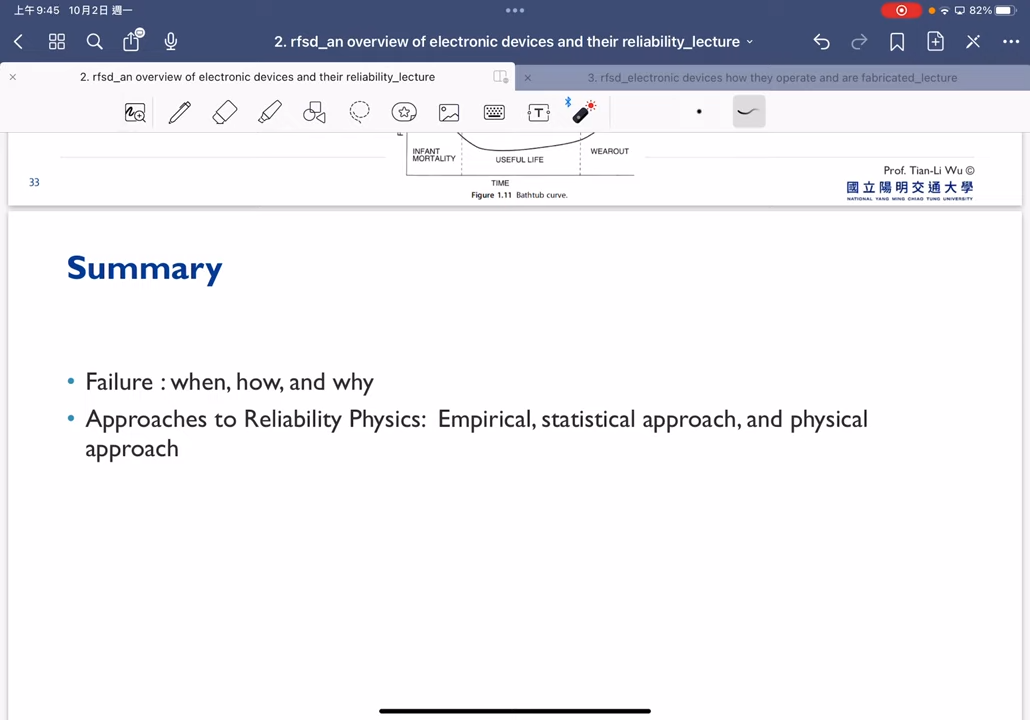 上午9:45 10月2日 週一
82%
2. rfsd_an overview of electronic devices and their reliability_lecture
2. rfsd_an overview of electronic devices and their reliability_lecture
3. rfsd_electronic devices how they operate and are fabricated_lecture
INFANT
MORTALITY
USEFUL LIFE
WEAROUT
TIME
Figure 1.11 Bathtub curve.
33
Prof. Tian-Li Wu ©
國立陽明交通大學
NATIONAL YANG MING CHIAO TUNG UNIVERSITY
Summary
• Failure : when, how, and why
• Approaches to Reliability Physics: Empirical, statistical approach, and physical
approach